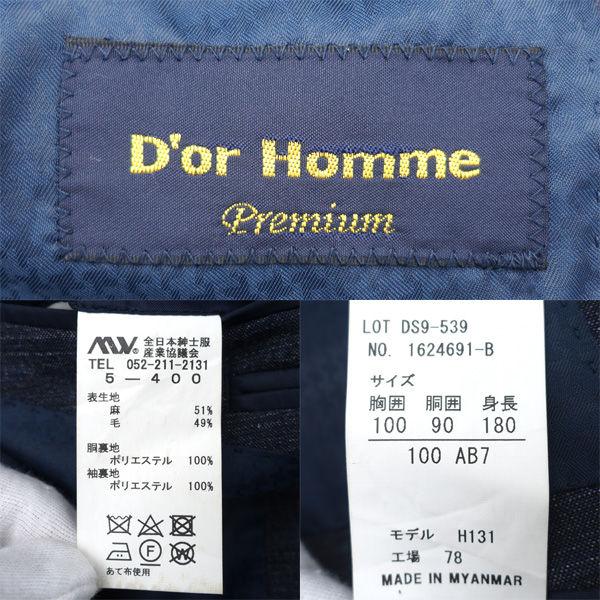 D'or Homme
Premium
MW® 全日本紳士服
産業協議会
TEL 052-211-2131
5-400
表生地
麻 51%
毛 49%
胴裏地
ポリエステル 100%
袖裏地
ポリエステル 100%
F
あて布使用
LOT DS9-539
NO. 1624691-B
サイズ
胸囲 胴囲 身長
100 90 180
100 AB7
モデル H131
工場 78
MADE IN MYANMAR